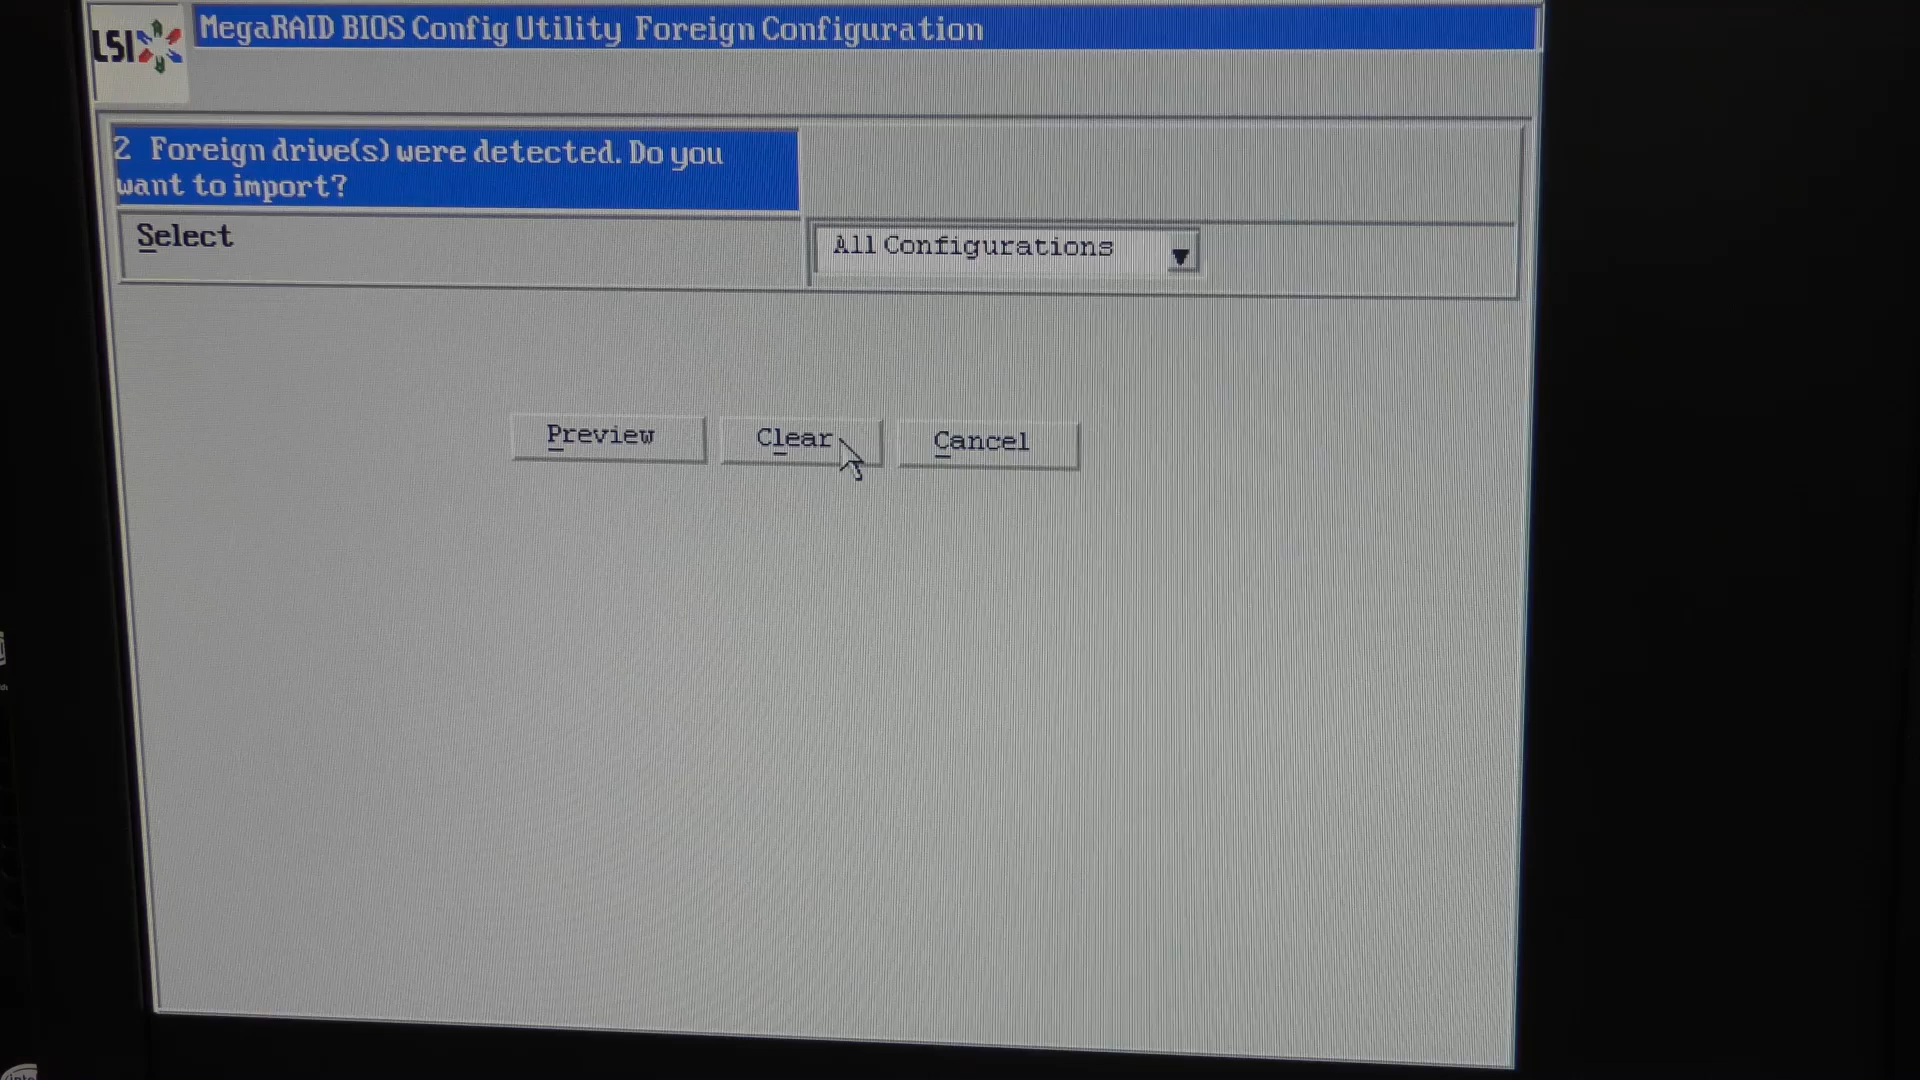 LSI
MegaRAID BIOS Config Utility Foreign Configuration
2 Foreign drive(s) were detected. Do you
want to import?
Select
All Configurations
Preview
Clear
Cancel